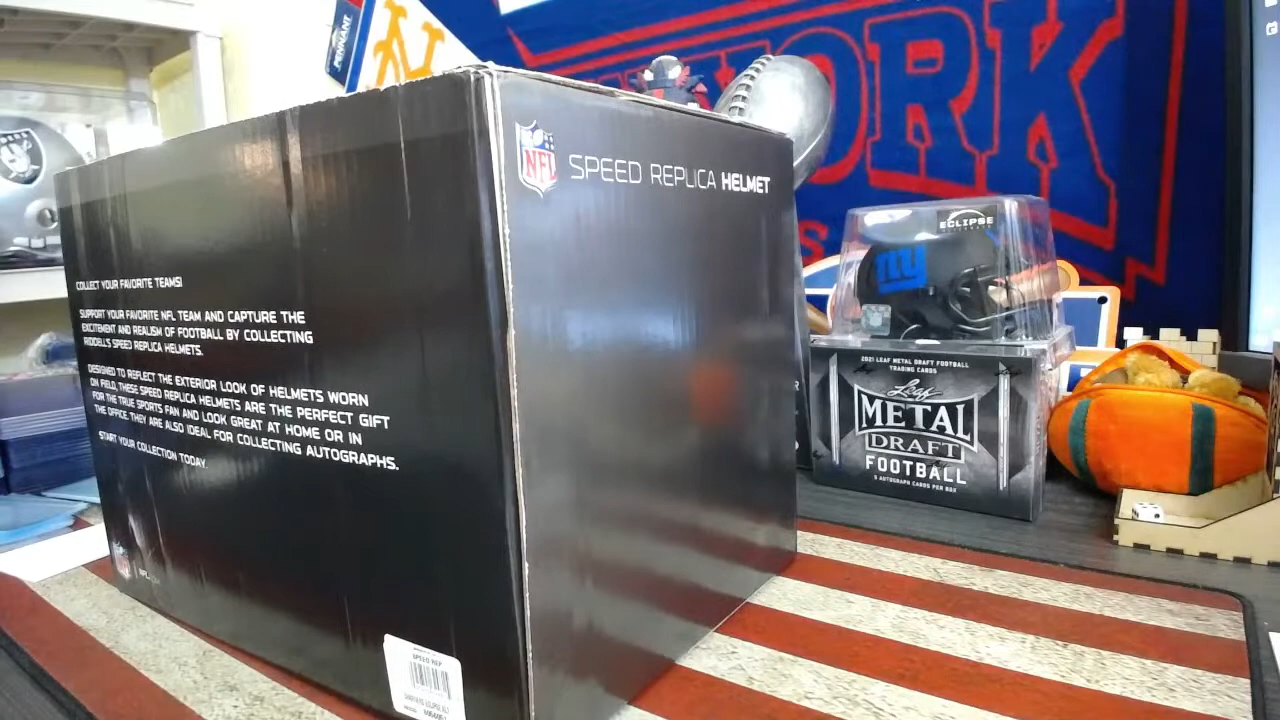 PENNANT
NY
YORK
S
RAIDERS
NFL
SPEED REPLICA HELMET
COLLECT YOUR FAVORITE TEAMS!
SUPPORT YOUR FAVORITE NFL TEAM AND CAPTURE THE
EXCITEMENT AND REALISM OF FOOTBALL BY COLLECTING
RIDDELL'S SPEED REPLICA HELMETS.
DESIGNED TO REFLECT THE EXTERIOR LOOK OF HELMETS WORN
ON FIELD, THESE SPEED REPLICA HELMETS ARE THE PERFECT GIFT
FOR THE TRUE SPORTS FAN AND LOOK GREAT AT HOME OR IN
THE OFFICE. THEY ARE ALSO IDEAL FOR COLLECTING AUTOGRAPHS.
START YOUR COLLECTION TODAY.
SPEED REP
ECLIPSE
ny
2021 LEAF METAL DRAFT FOOTBALL
TRADING CARDS
Leaf
METAL
DRAFT
FOOTBALL
5 AUTOGRAPH CARDS PER BOX